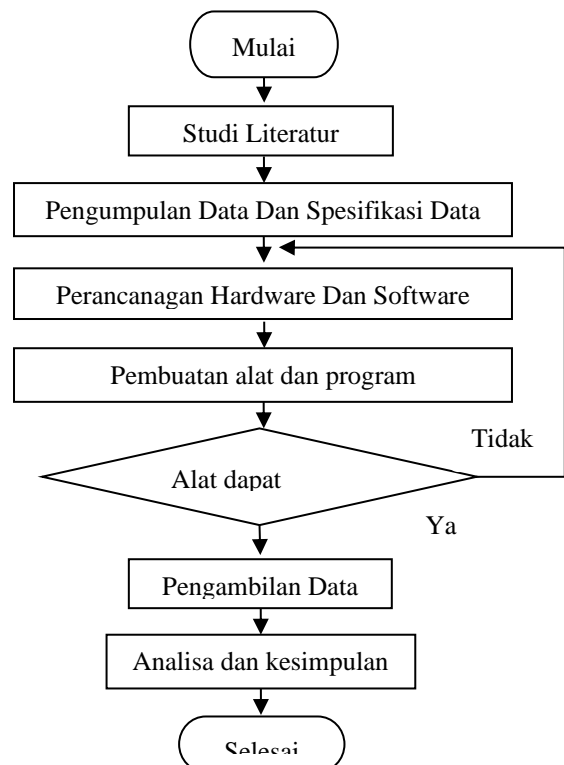 Mulai
Studi Literatur
Pengumpulan Data Dan Spesifikasi Data
Perancanagan Hardware Dan Software
Pembuatan alat dan program
Tidak
Alat dapat
Ya
Pengambilan Data
Analisa dan kesimpulan
Selesai